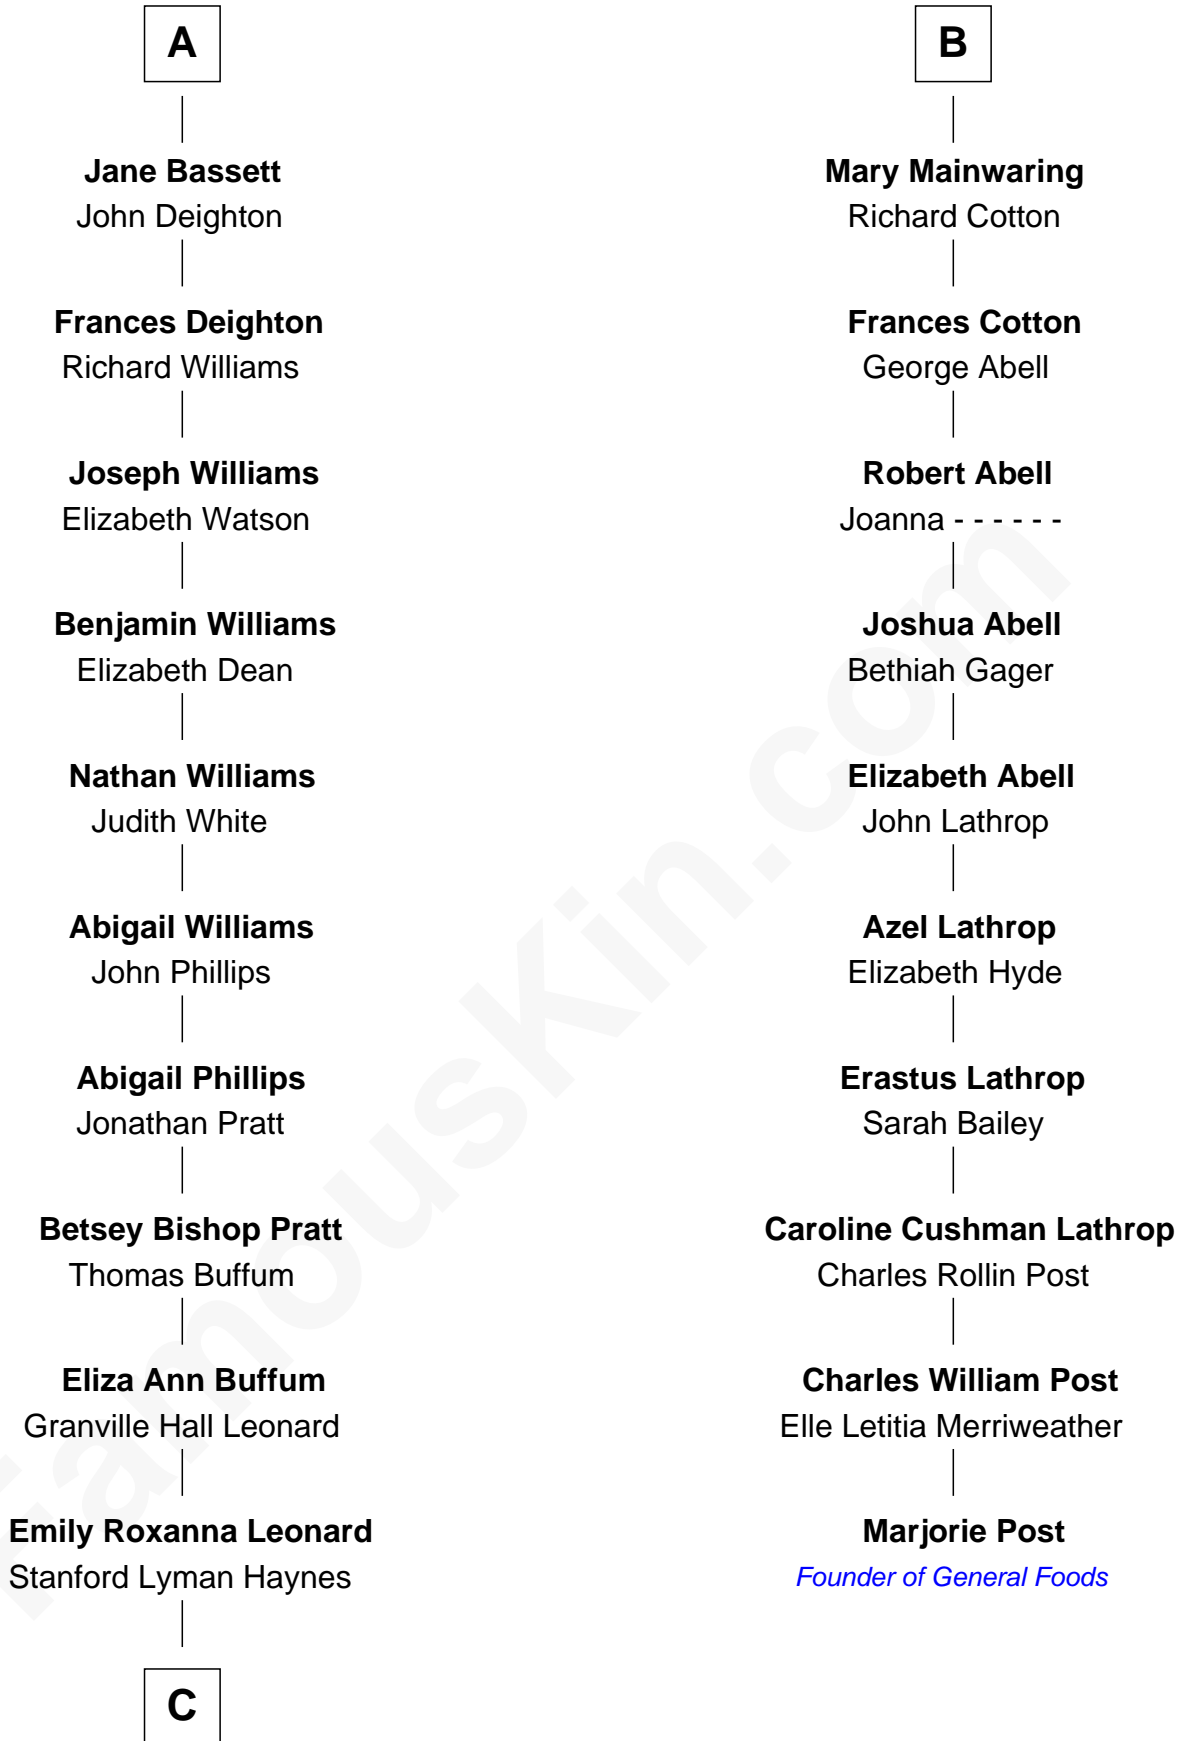 A
Jane Bassett
John Deighton
Frances Deighton
Richard Williams
Joseph Williams
Elizabeth Watson
Benjamin Williams
Elizabeth Dean
Nathan Williams
Judith White
Abigail Williams
John Phillips
Abigail Phillips
Jonathan Pratt
Betsey Bishop Pratt
Thomas Buffum
Eliza Ann Buffum
Granville Hall Leonard
Emily Roxanna Leonard
Stanford Lyman Haynes
C
B
Mary Mainwaring
Richard Cotton
Frances Cotton
George Abell
Robert Abell
Joanna - - - - - -
Joshua Abell
Bethiah Gager
Elizabeth Abell
John Lathrop
Azel Lathrop
Elizabeth Hyde
Erastus Lathrop
Sarah Bailey
Caroline Cushman Lathrop
Charles Rollin Post
Charles William Post
Elle Letitia Merriweather
Marjorie Post
Founder of General Foods
FamousKin.com